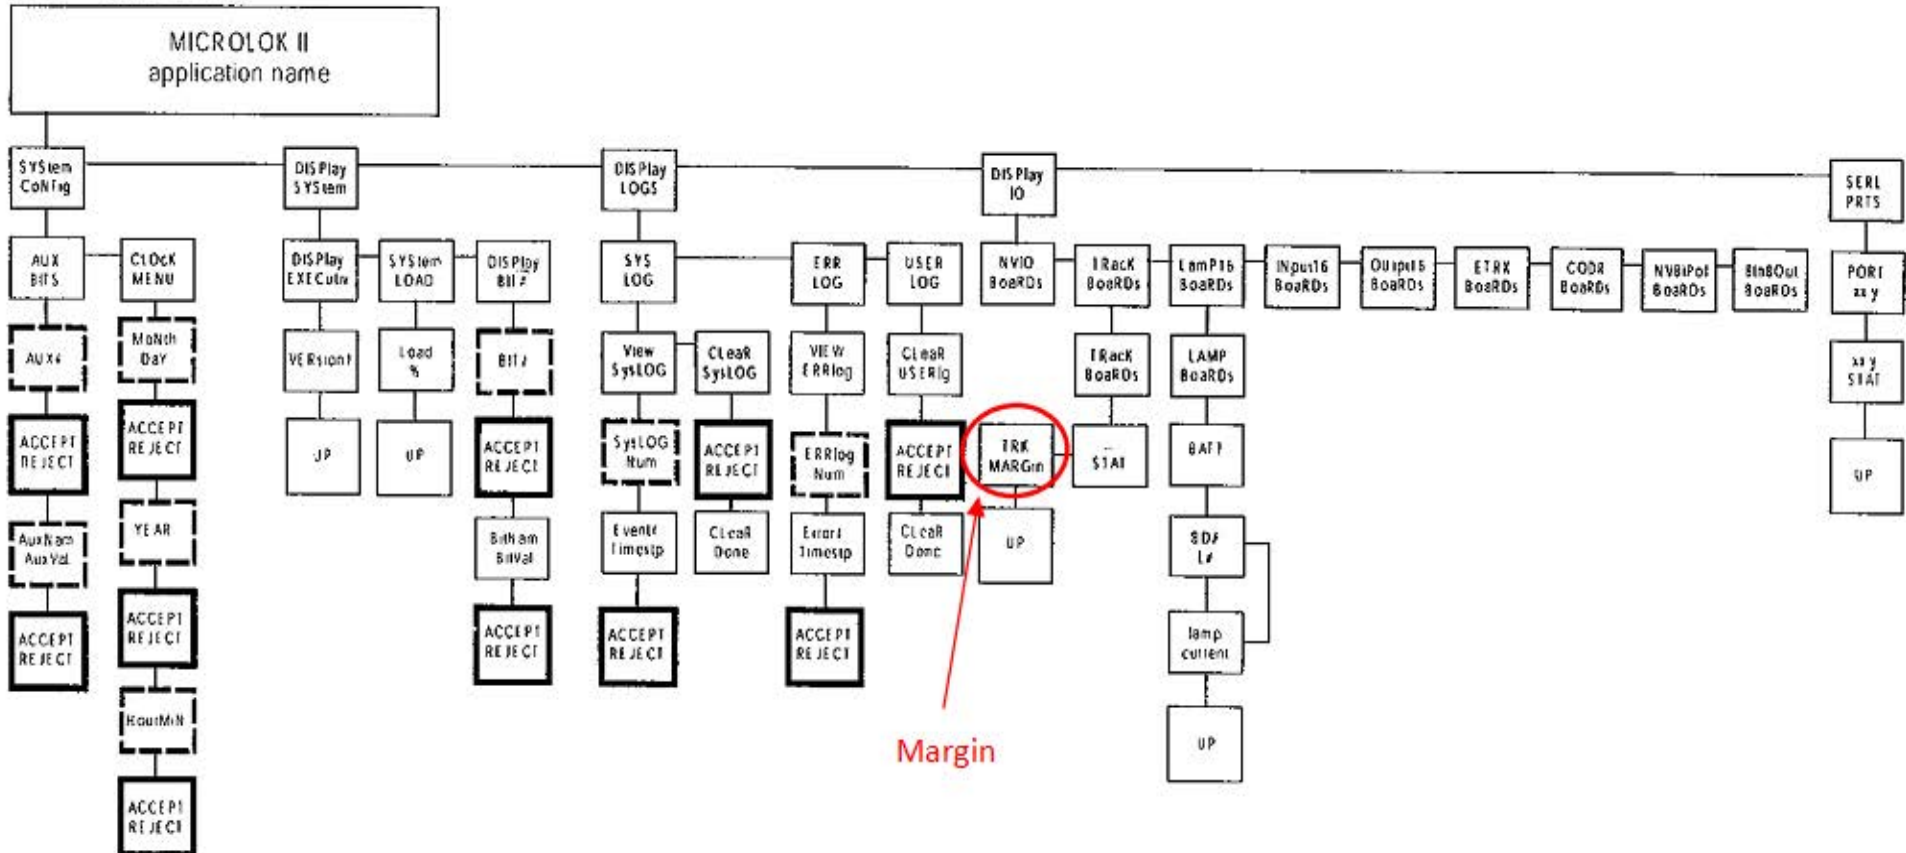 MICROLOK II
application name
SYStem
CoNFig
DISPlay
SYStem
DISPlay
LOGS
DISPlay
IO
SERL
PRTS
AUX
BITS
CLOcK
MENU
DISPlay
EXECutv
SYStem
LOAD
DISPlay
BIT#
SYS
LOG
ERR
LOG
USER
LOG
NVIO
BoaRDs
TRacK
BoaRDs
LamP16
BoaRDs
INput16
BoaRDs
OUtput16
BoaRDs
ETRK
BoaRDs
CODR
BoaRDs
NVBiPol
BoaRDs
BoaRDs
PORT
xx y
AUX#
MoNth
DaY
VERsion#
Load
%
BIT#
View
SysLOG
CLeaR
SysLOG
VIEW
ERRlog
CLeaR
USERlg
TRacK
BoaRDs
LAMP
BoaRDs
xx y
STAT
ACCEPT
REJECT
ACCEPT
REJECT
UP
UP
ACCEPT
REJECT
SysLOG
Num
ACCEPT
REJECT
ERRlog
Num
ACCEPT
REJECT
TRK
MARGin
STAT
BATT
UP
AuxNam
AuxVal
YEAR
BitNam
BitVal
Event#
Timestp
CLeaR
Done
Error#
Timestp
CLeaR
Done
UP
BD#
L#
ACCEPT
REJECT
ACCEPT
REJECT
ACCEPT
REJECT
ACCEPT
REJECT
ACCEPT
REJECT
lamp
current
HourMiN
Margin
UP
ACCEPT
REJECT